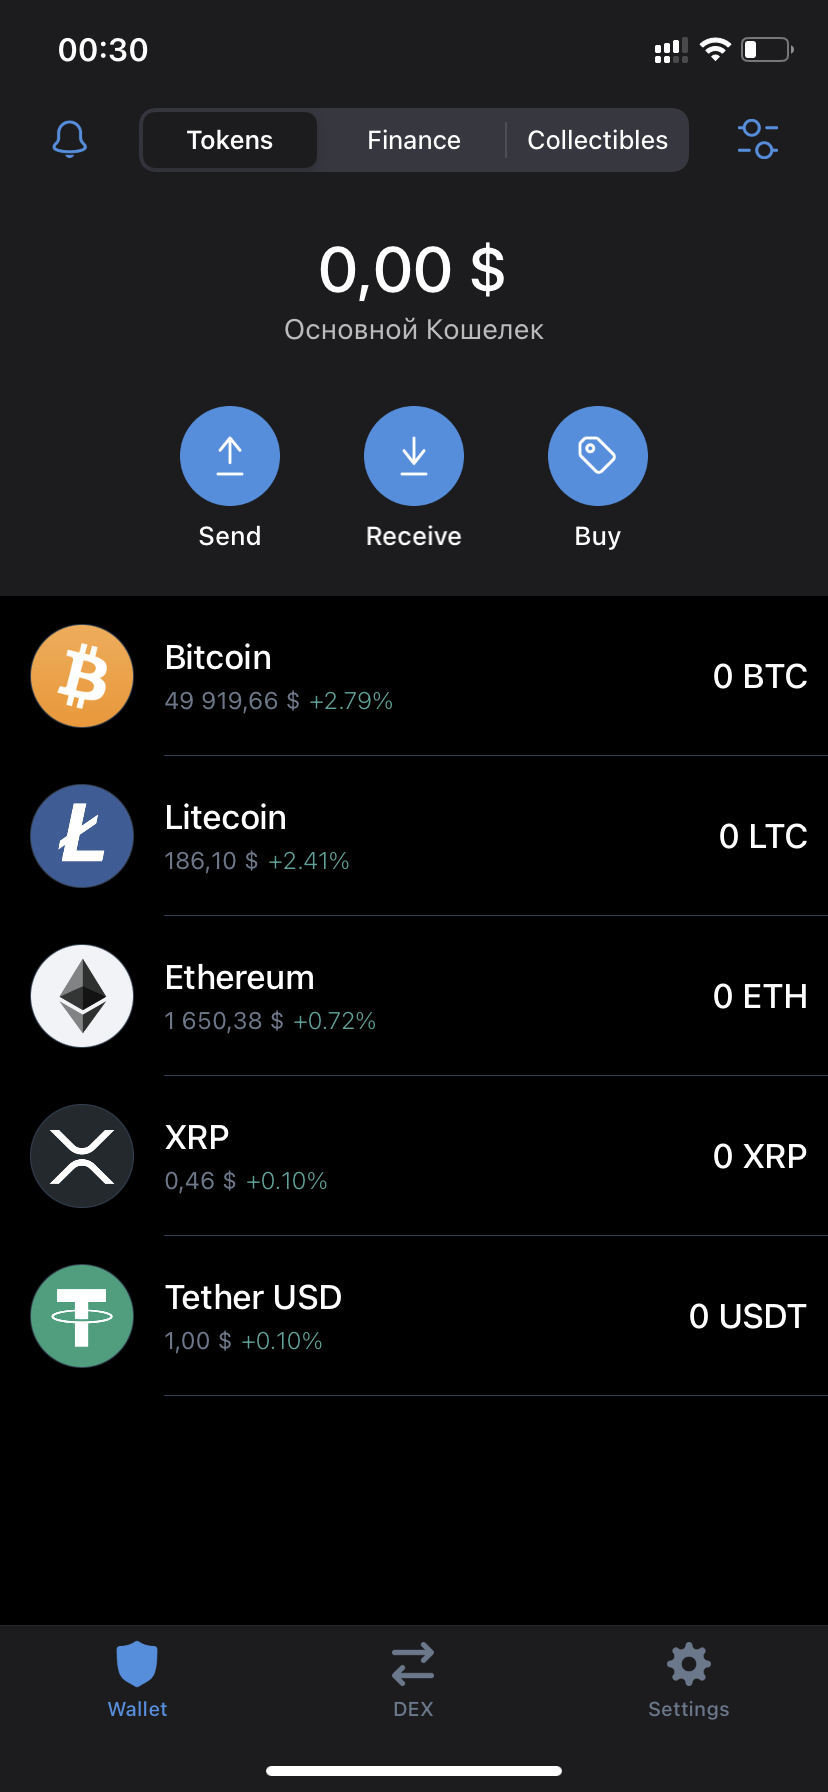 00:30
Tokens
Finance
Collectibles
0,00 $
Основной Кошелек
Send
Receive
Buy
Bitcoin
49 919,66 $ +2.79%
0 BTC
Litecoin
186,10 $ +2.41%
0 LTC
Ethereum
1 650,38 $ +0.72%
0 ETH
XRP
0,46 $ +0.10%
0 XRP
Tether USD
1,00 $ +0.10%
0 USDT
Wallet
DEX
Settings